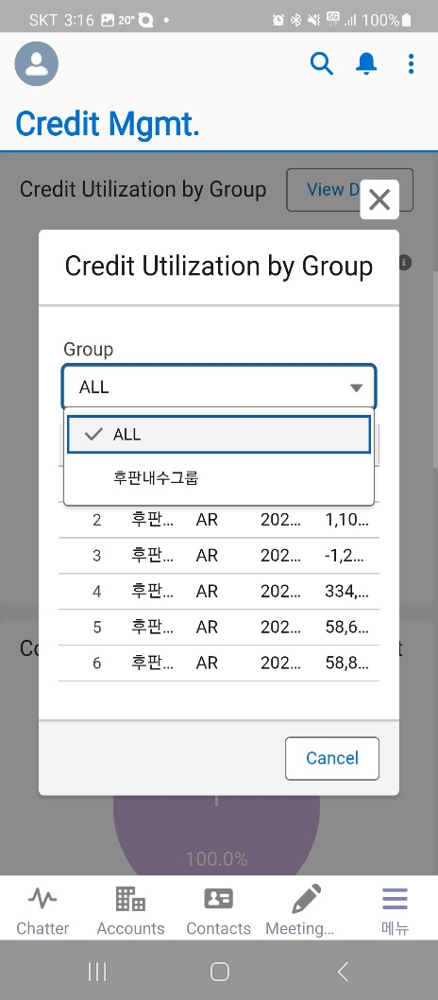 SKT 3:16 20°
5G 100%
Credit Mgmt.
Credit Utilization by Group
View D
Credit Utilization by Group
Group
ALL
ALL
후판내수그룹
2 후판... AR 202... 1,10...
3 후판... AR 202... -1,2...
4 후판... AR 202... 334,...
5 후판... AR 202... 58,6...
6 후판... AR 202... 58,8...
Cancel
100.0%
Chatter Accounts Contacts Meeting... 메뉴